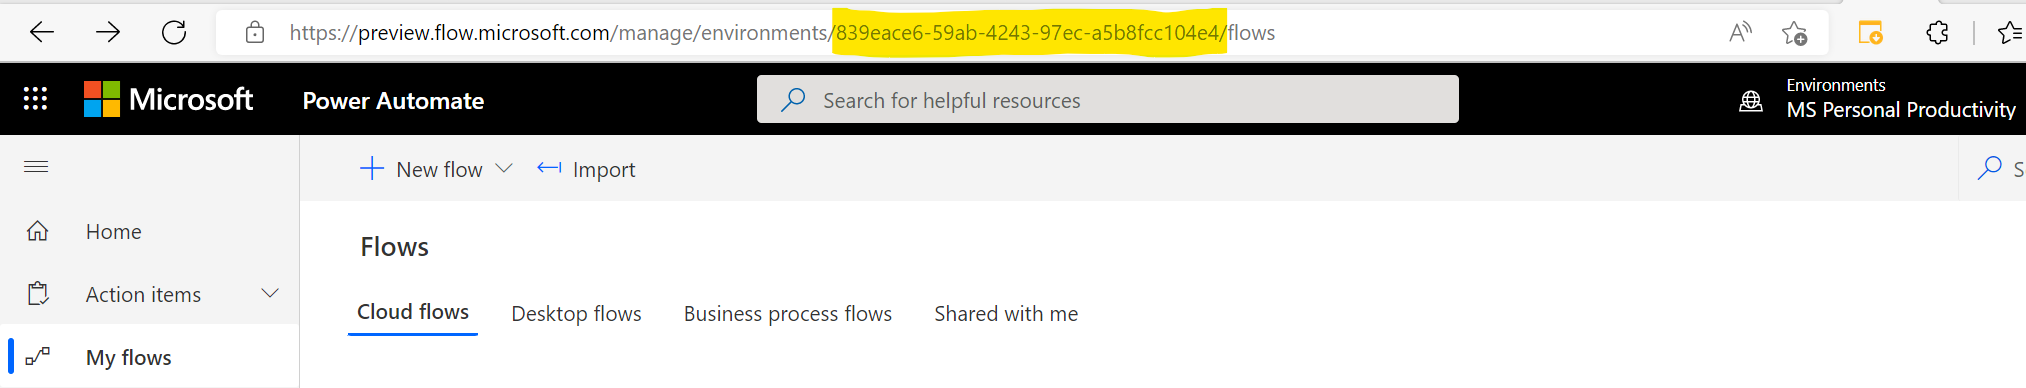 https://preview.flow.microsoft.com/manage/environments/839eace6-59ab-4243-97ec-a5b8fcc104e4/flows
Microsoft Power Automate Search for helpful resources Environments
MS Personal Productivity
New flow Import S
Home
Action items
My flows
Flows
Cloud flows Desktop flows Business process flows Shared with me